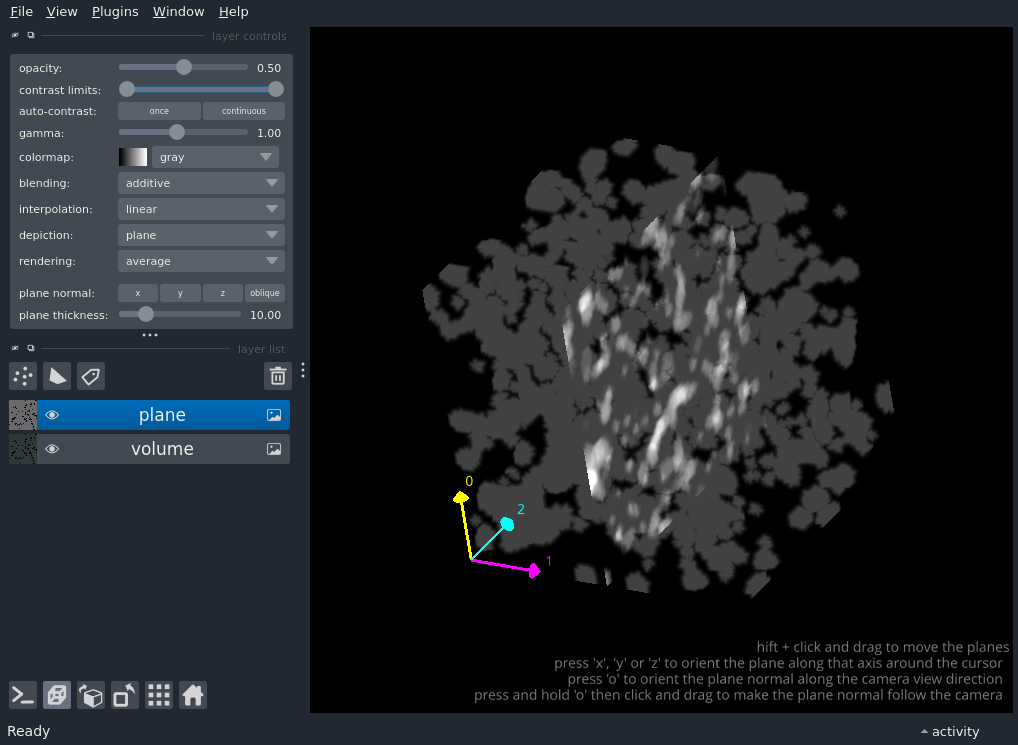 File View Plugins Window Help
layer controls
opacity: 0.50
contrast limits:
auto-contrast: once continuous
gamma: 1.00
colormap: gray
blending: additive
interpolation: linear
depiction: plane
rendering: average
plane normal: x y z oblique
plane thickness: 10.00
layer list
plane
volume
0
2
1
hift + click and drag to move the planes
press 'x', 'y' or 'z' to orient the plane along that axis around the cursor
press 'o' to orient the plane normal along the camera view direction
press and hold 'o' then click and drag to make the plane normal follow the camera
Ready activity